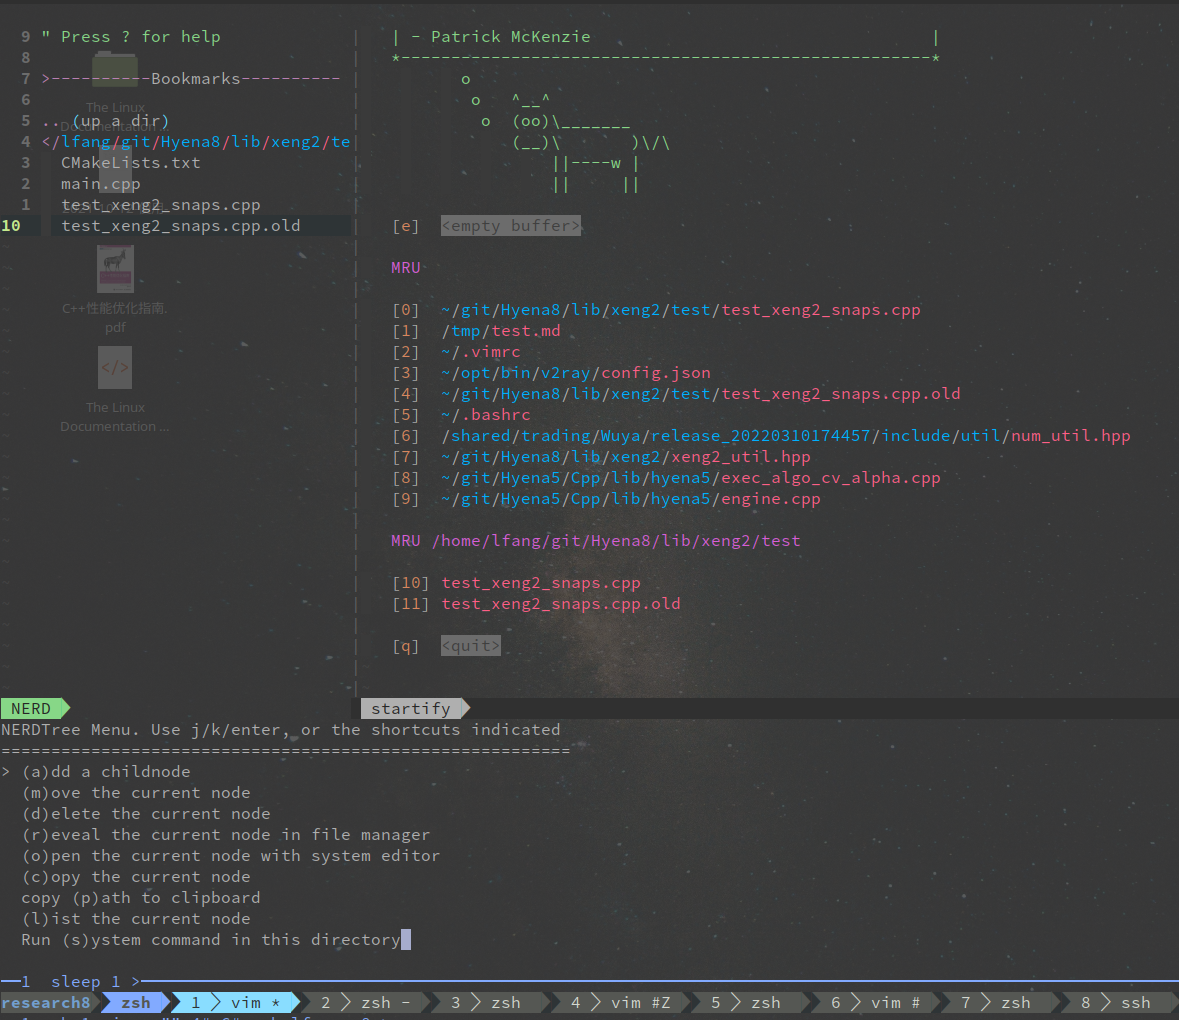 9 " Press ? for help
8
7 >----------Bookmarks----------
6
5 .. (up a dir)
4 </lfang/git/Hyena8/lib/xeng2/te
3 CMakeLists.txt
2 main.cpp
1 test_xeng2_snaps.cpp
10 test_xeng2_snaps.cpp.old
The Linux
Documentation ...
C++性能优化指南.
pdf
</>
The Linux
Documentation ...
| - Patrick McKenzie |
*-----------------------------------------------------*
o
o ^__^
o (oo)\_______
(__)\ )\/\
||----w |
|| ||
[e] <empty buffer>
MRU
[0] ~/git/Hyena8/lib/xeng2/test/test_xeng2_snaps.cpp
[1] /tmp/test.md
[2] ~/.vimrc
[3] ~/opt/bin/v2ray/config.json
[4] ~/git/Hyena8/lib/xeng2/test/test_xeng2_snaps.cpp.old
[5] ~/.bashrc
[6] /shared/trading/Wuya/release_20220310174457/include/util/num_util.hpp
[7] ~/git/Hyena8/lib/xeng2/xeng2_util.hpp
[8] ~/git/Hyena5/Cpp/lib/hyena5/exec_algo_cv_alpha.cpp
[9] ~/git/Hyena5/Cpp/lib/hyena5/engine.cpp
MRU /home/lfang/git/Hyena8/lib/xeng2/test
[10] test_xeng2_snaps.cpp
[11] test_xeng2_snaps.cpp.old
[q] <quit>
NERD startify
NERDTree Menu. Use j/k/enter, or the shortcuts indicated
=========================================================
> (a)dd a childnode
(m)ove the current node
(d)elete the current node
(r)eveal the current node in file manager
(o)pen the current node with system editor
(c)opy the current node
copy (p)ath to clipboard
(l)ist the current node
Run (s)ystem command in this directory
1 sleep 1 >
research8 zsh 1 vim * 2 zsh - 3 zsh 4 vim #Z 5 zsh 6 vim # 7 zsh 8 ssh